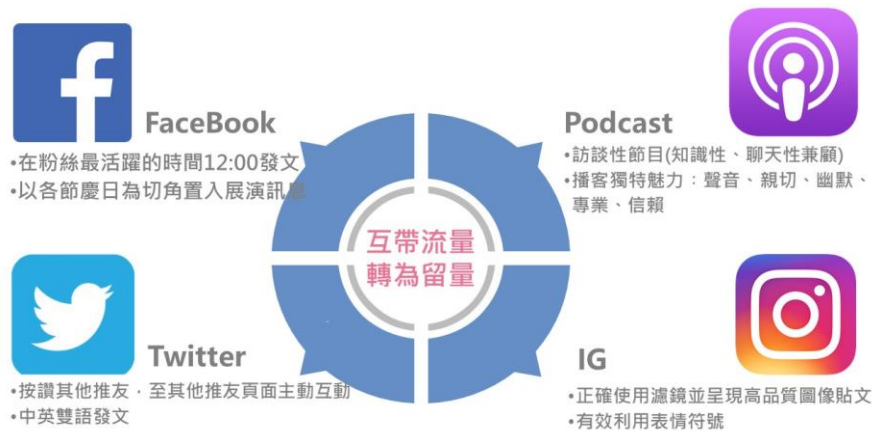 FaceBook
•在粉絲最活躍的時間12:00發文
•以各節慶日為切角置入展演訊息
Podcast
•訪談性節目(知識性、聊天性兼顧)
•播客獨特魅力：聲音、親切、幽默、
專業、信賴
互帶流量
轉為留量
Twitter
•按讚其他推友，至其他推友頁面主動互動
•中英雙語發文
IG
•正確使用濾鏡並呈現高品質圖像貼文
•有效利用表情符號